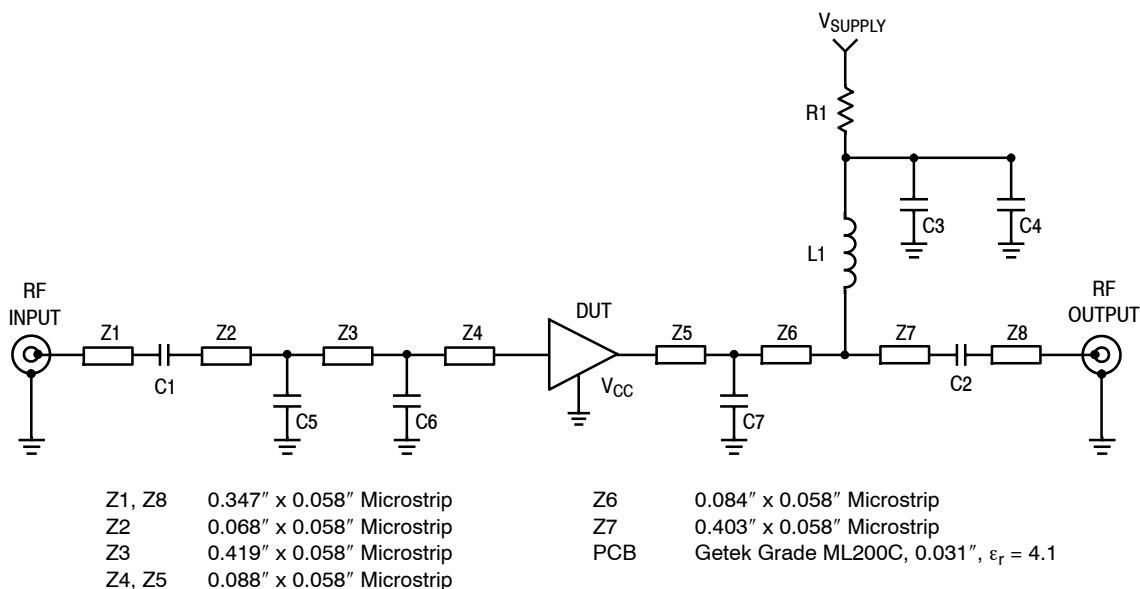 V_SUPPLY
R1
C3
C4
L1
RF
INPUT
RF
OUTPUT
DUT
Z1
Z2
Z3
Z4
Z5
Z6
Z7
Z8
C1
V_CC
C2
C5
C6
C7
Z1, Z8 0.347″ x 0.058″ Microstrip
Z2 0.068″ x 0.058″ Microstrip
Z3 0.419″ x 0.058″ Microstrip
Z4, Z5 0.088″ x 0.058″ Microstrip
Z6 0.084″ x 0.058″ Microstrip
Z7 0.403″ x 0.058″ Microstrip
PCB Getek Grade ML200C, 0.031″, ε_r = 4.1